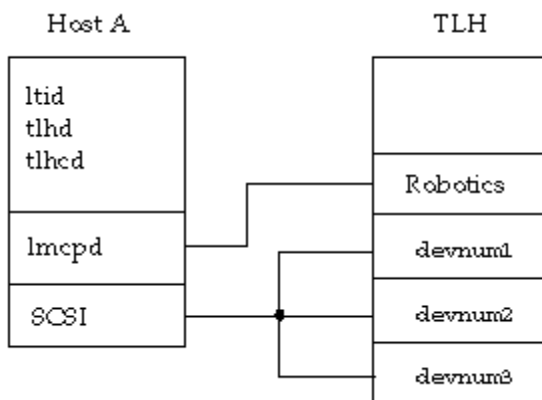 Host A
TLH
ltid
tlhd
tlhcd
Robotics
lmcpd
devnum1
SCSI
devnum2
devnum3